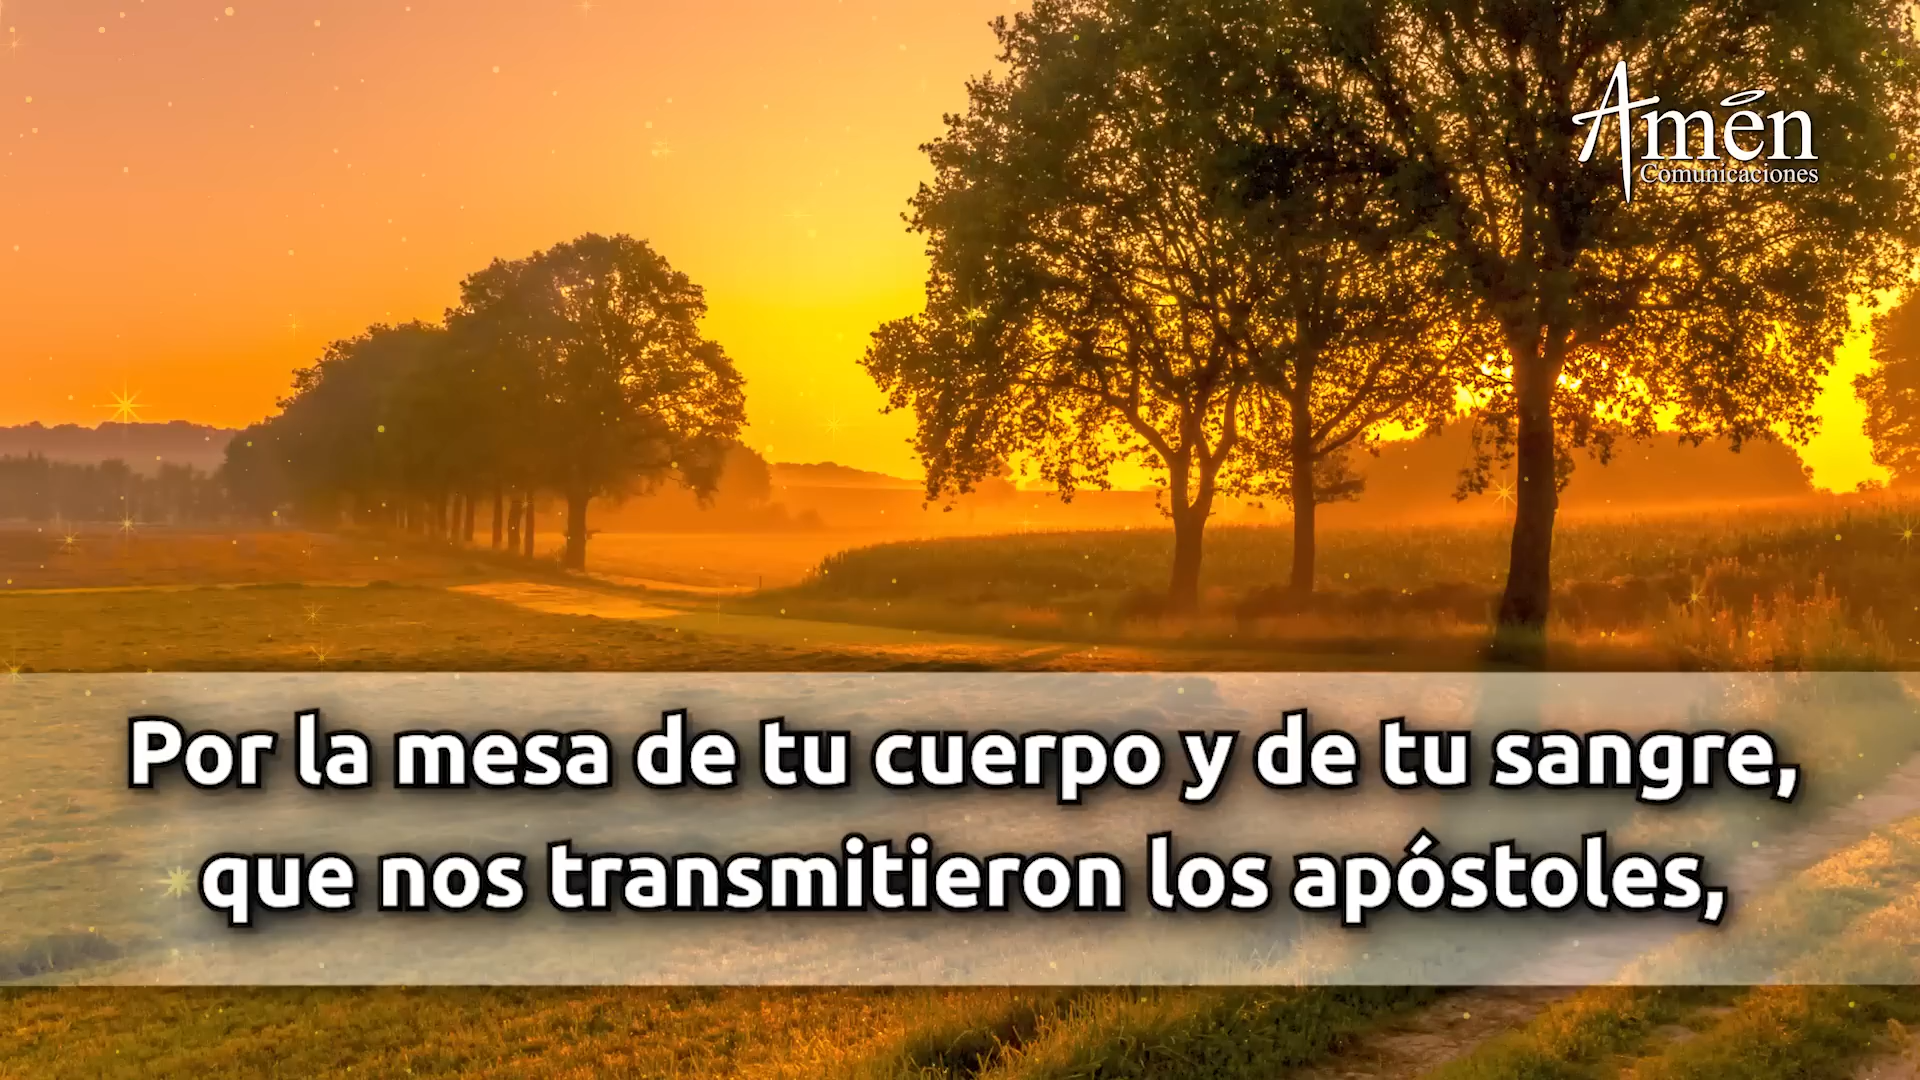 Amén
Comunicaciones
Por la mesa de tu cuerpo y de tu sangre,
que nos transmitieron los apóstoles,